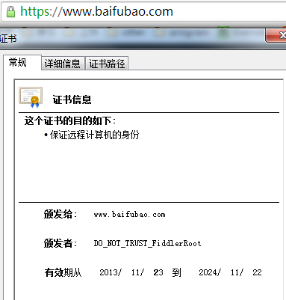 https://www.baifubao.com
证书
常规
详细信息
证书路径
证书信息
这个证书的目的如下:
• 保证远程计算机的身份
颁发给: www.baifubao.com
颁发者: DO_NOT_TRUST_FiddlerRoot
有效期从 2013/ 11/ 23 到 2024/ 11/ 22